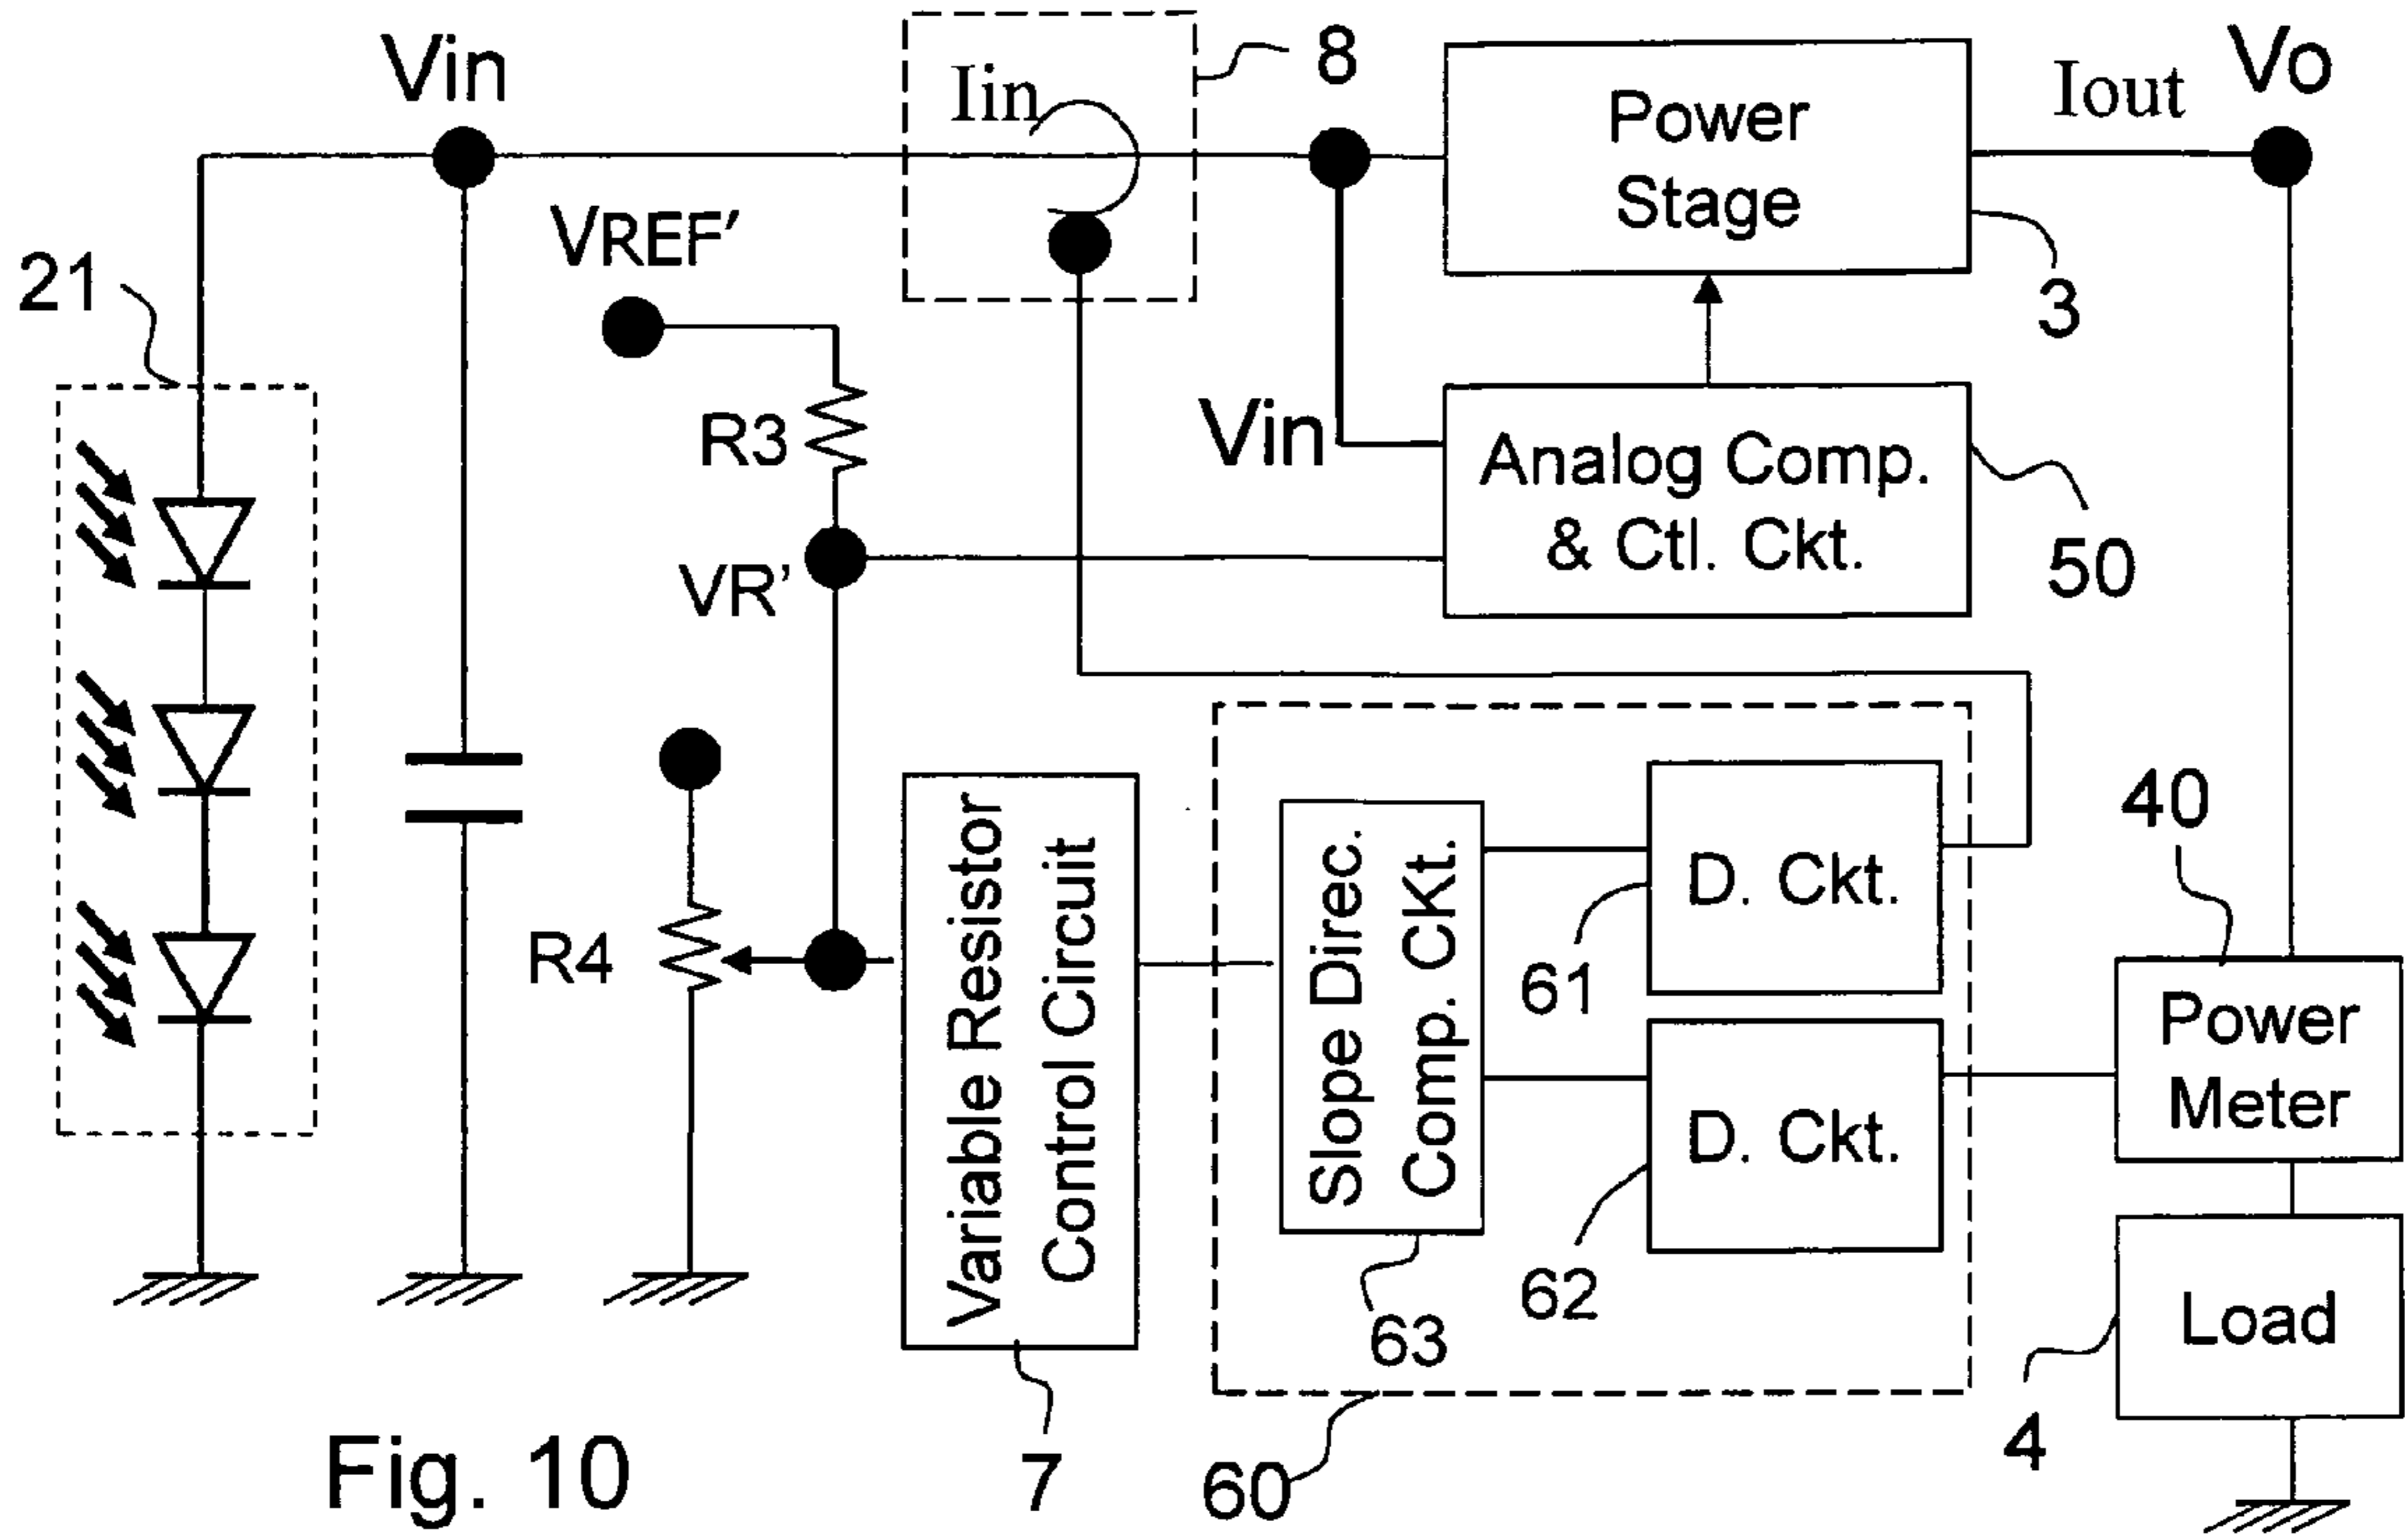 Vin
Iin
8
Power
Stage
Iout
Vo
VREF'
21
3
R3
Vin
Analog Comp.
& Ctl. Ckt.
50
VR'
R4
Variable Resistor
Control Circuit
7
Slope Direc.
Comp. CKt.
63
D. Ckt.
61
D. Ckt.
62
60
40
Power
Meter
Load
4
Fig. 10